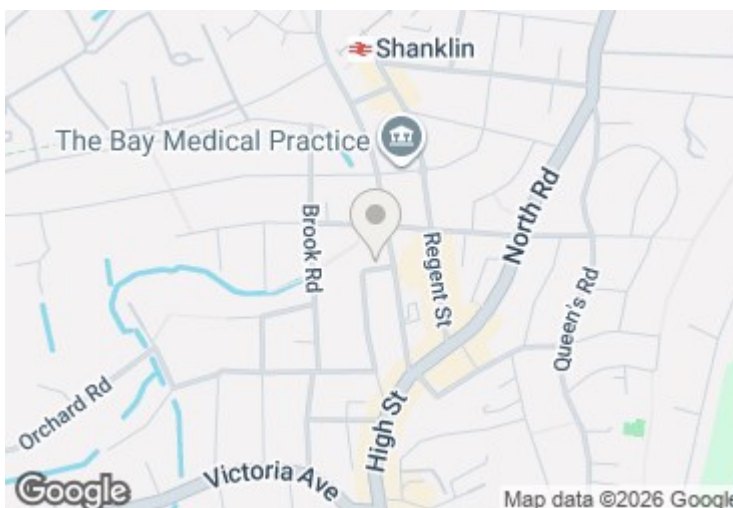 Shanklin
The Bay Medical Practice
Brook Rd
Regent St
North Rd
Queen's Rd
Orchard Rd
High St
Victoria Ave
Google
Map data ©2026 Google